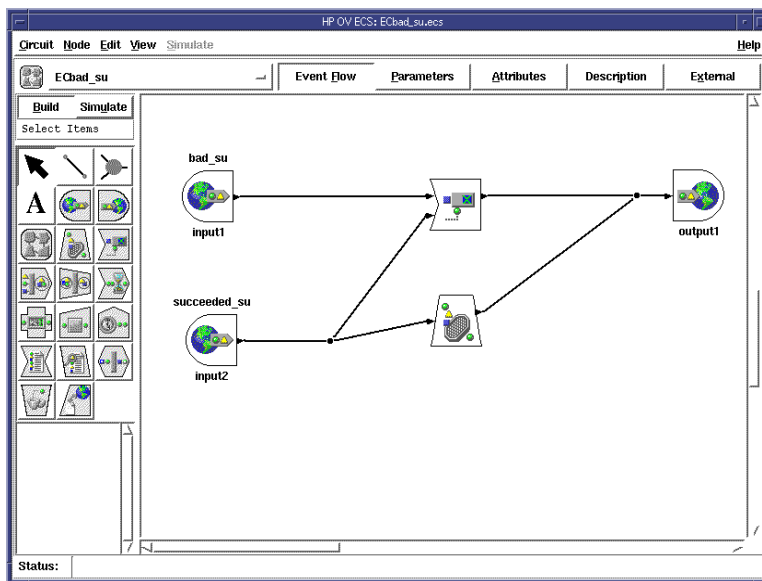 HP OV ECS: ECbad_su.ecs
Circuit Node Edit View Simulate Help
ECbad_su Event Flow Parameters Attributes Description External
Build Simulate
Select Items
A
bad_su
input1
output1
succeeded_su
input2
Status: